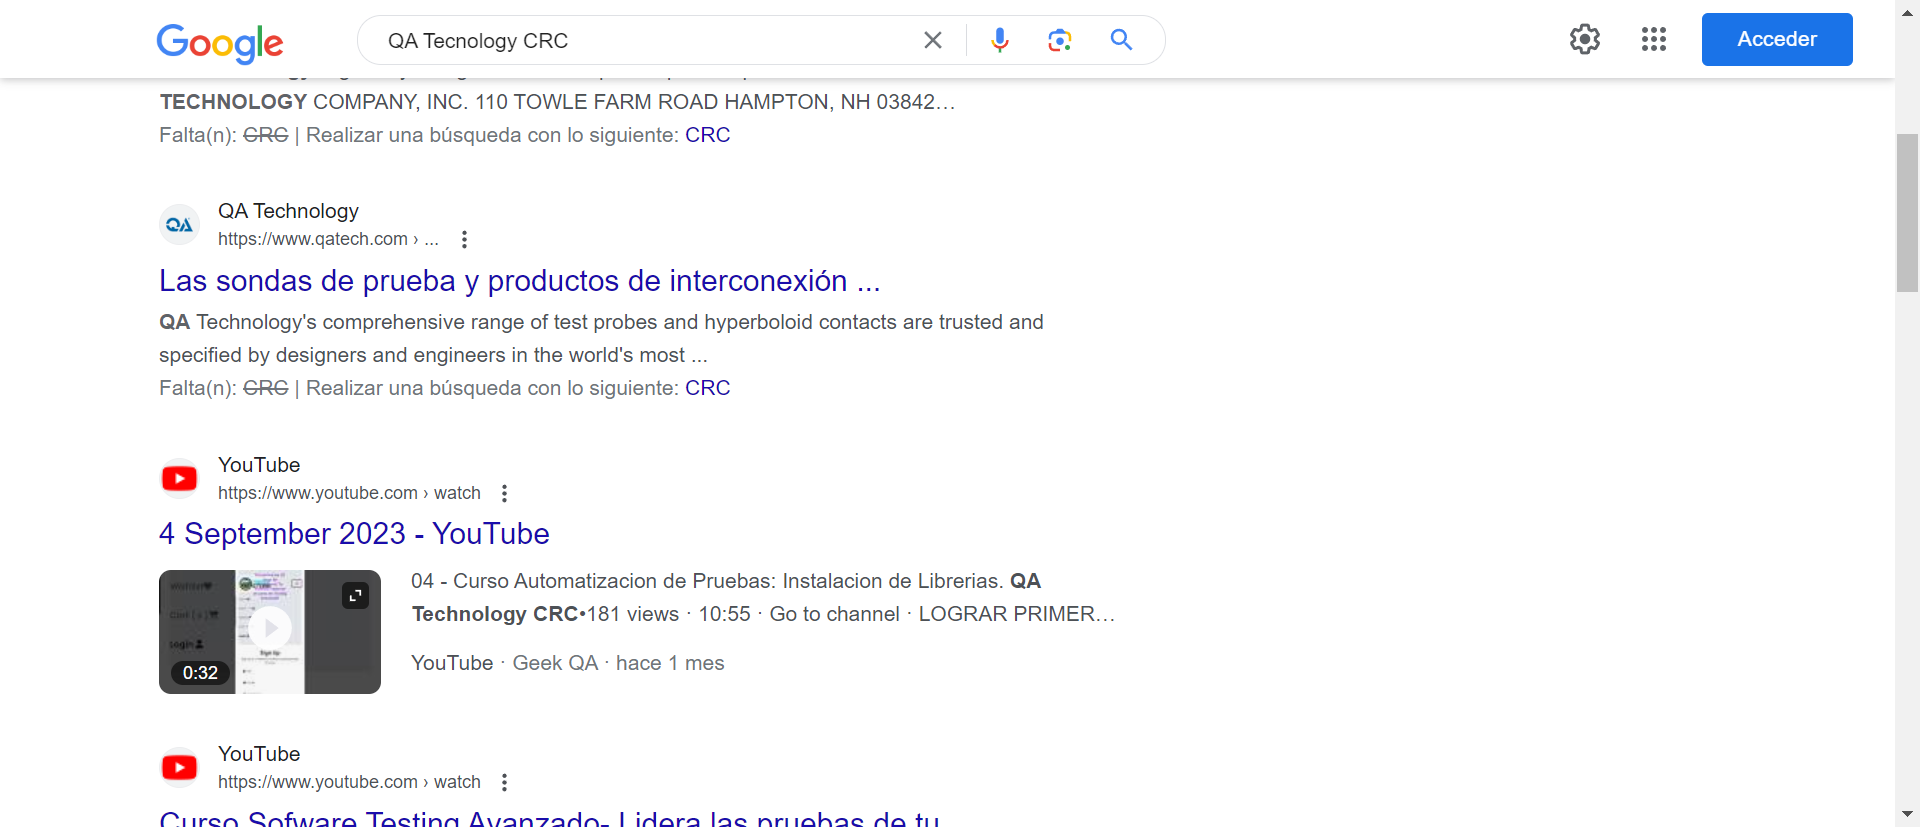 Google
QA Tecnology CRC
Acceder
TECHNOLOGY COMPANY, INC. 110 TOWLE FARM ROAD HAMPTON, NH 03842…
Falta(n): CRC | Realizar una búsqueda con lo siguiente: CRC
QA
QA Technology
https://www.qatech.com › ...
Las sondas de prueba y productos de interconexión ...
QA Technology's comprehensive range of test probes and hyperboloid contacts are trusted and
specified by designers and engineers in the world's most ...
Falta(n): CRC | Realizar una búsqueda con lo siguiente: CRC
YouTube
https://www.youtube.com › watch
4 September 2023 - YouTube
04 - Curso Automatizacion de Pruebas: Instalacion de Librerias. QA
Technology CRC•181 views · 10:55 · Go to channel · LOGRAR PRIMER…
Login
Sign Up
0:32
YouTube · Geek QA · hace 1 mes
YouTube
https://www.youtube.com › watch
Curso Sofware Testing Avanzado- Lidera las pruebas de tu